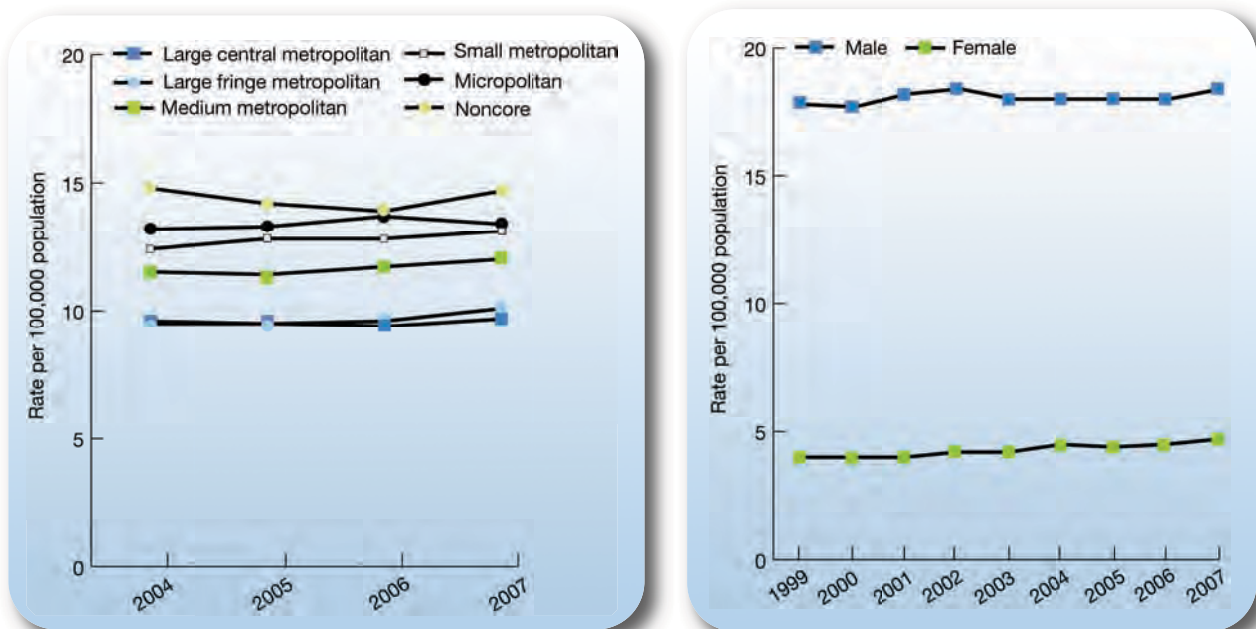 20
Large central metropolitan
Small metropolitan
Large fringe metropolitan
Micropolitan
Medium metropolitan
Noncore
15
10
5
0
Rate per 100,000 population
2004
2005
2006
2007
20
Male
Female
15
10
5
0
Rate per 100,000 population
1999
2000
2001
2002
2003
2004
2005
2006
2007